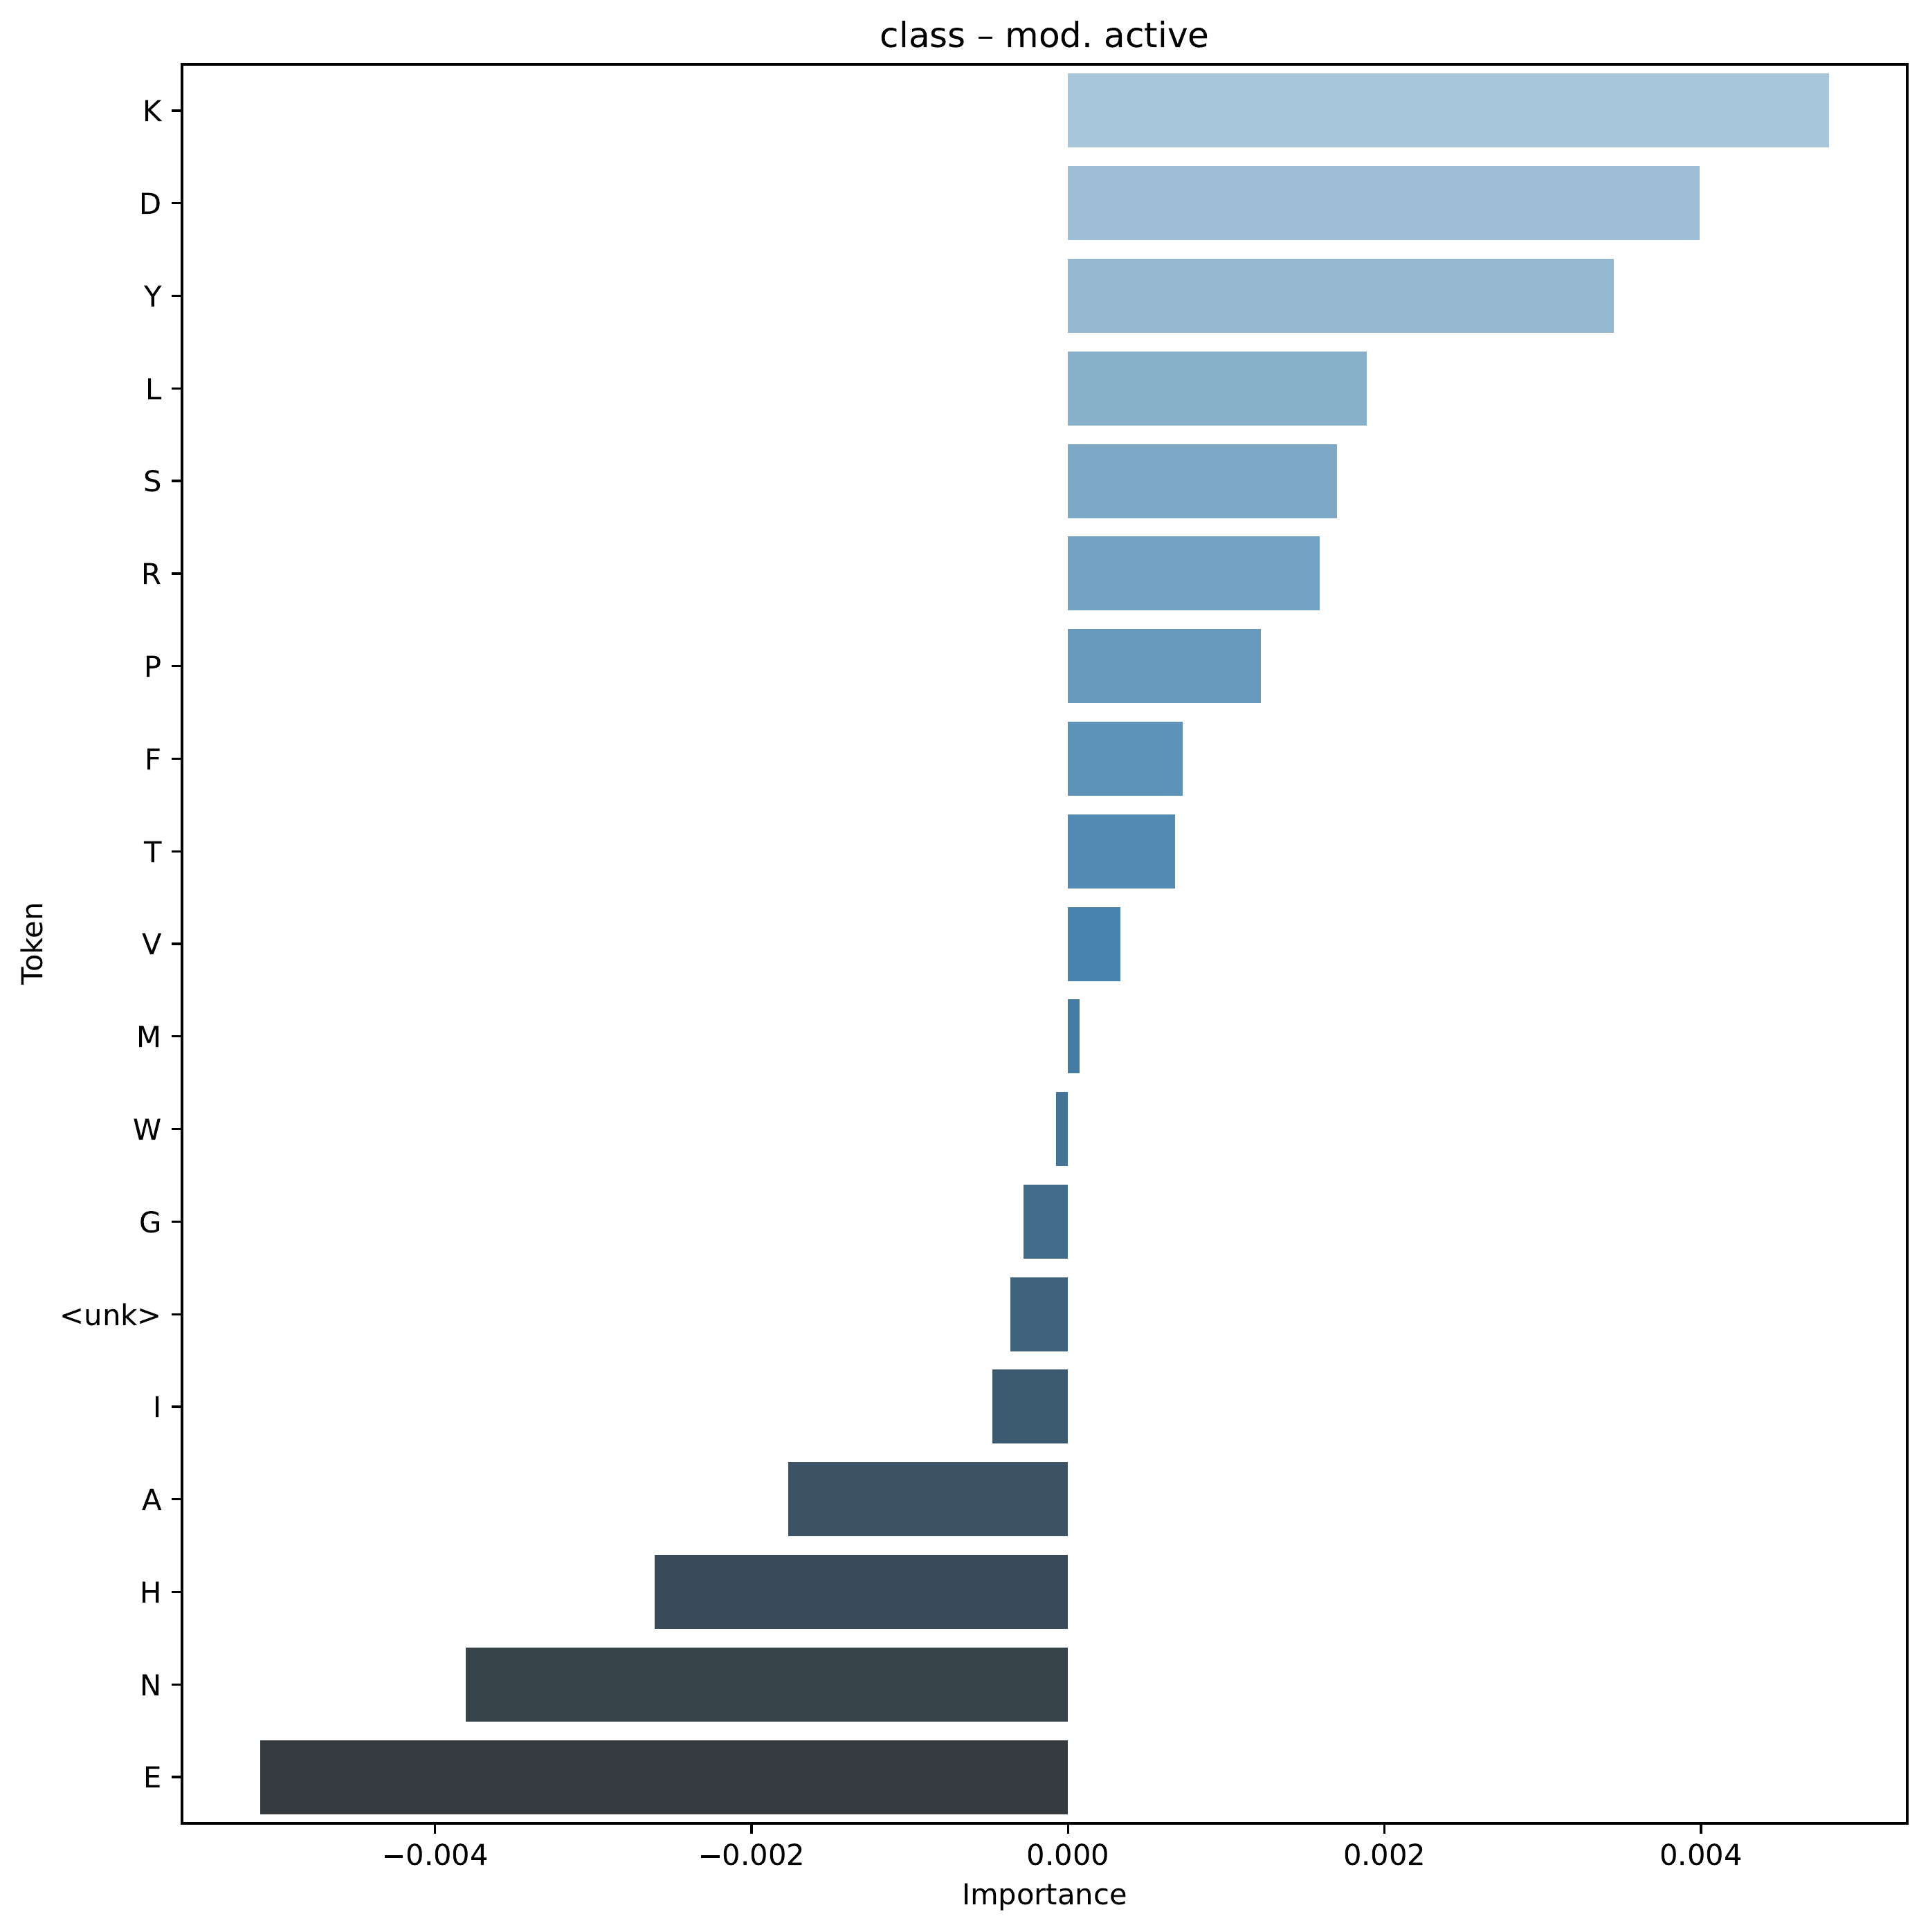 class – mod. active
K
D
Y
L
S
R
P
F
T
V
M
W
G
<unk>
I
A
H
N
E
Token
−0.004 −0.002 0.000 0.002 0.004
Importance